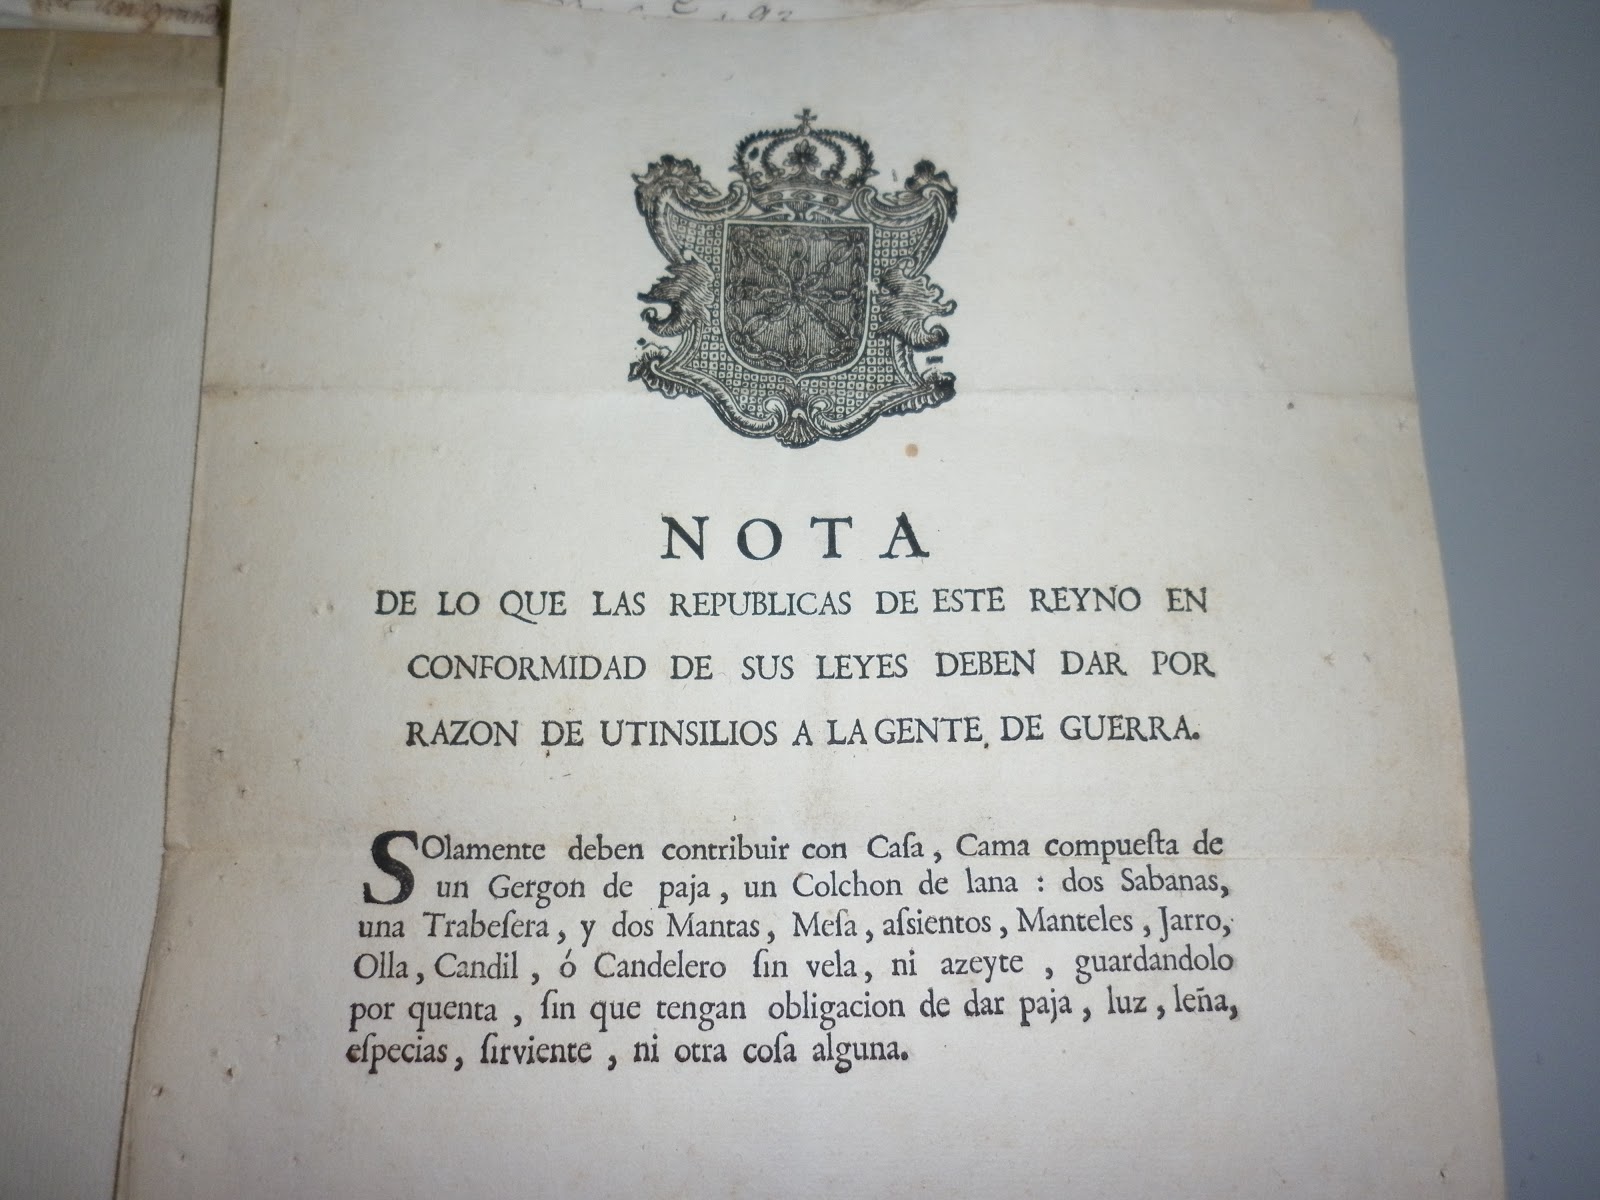 NOTA
DE LO QUE LAS REPUBLICAS DE ESTE REYNO EN
CONFORMIDAD DE SUS LEYES DEBEN DAR POR
RAZON DE UTINSILIOS A LA GENTE DE GUERRA.
SOlamente deben contribuir con Caſa, Cama compueſta de
un Gergon de paja, un Colchon de lana : dos Sabanas,
una Trabeſera, y dos Mantas, Meſa, aſsientos, Manteles, Jarro,
Olla, Candil, ó Candelero ſin vela, ni azeyte, guardandolo
por quenta, ſin que tengan obligacion de dar paja, luz, leña,
eſpecias, ſirviente, ni otra coſa alguna.